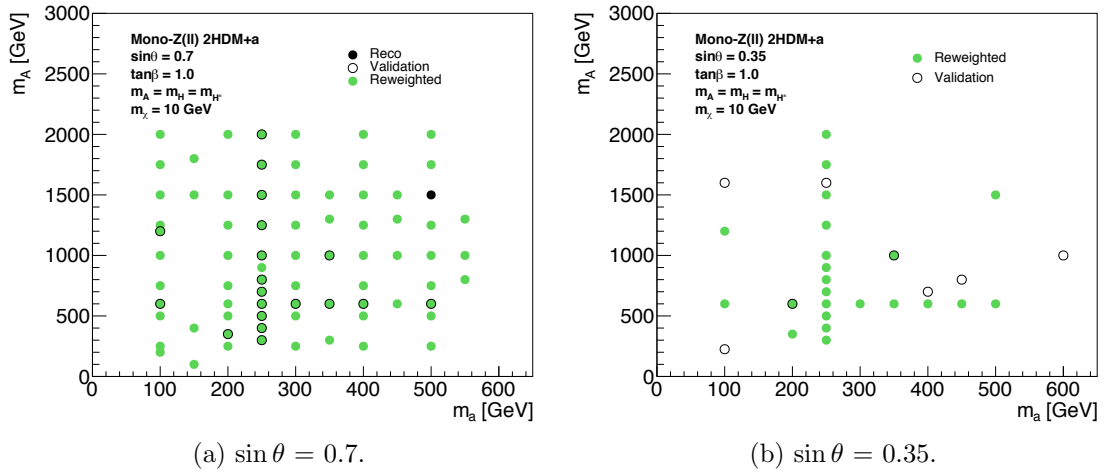 m_A [GeV]
3000
2500
2000
1500
1000
500
0
Mono-Z(ll) 2HDM+a
sinθ = 0.7
tanβ = 1.0
m_A = m_H = m_H±
m_χ = 10 GeV
Reco
Validation
Reweighted
0 100 200 300 400 500 600
m_a [GeV]
(a) sin θ = 0.7.
m_A [GeV]
3000
2500
2000
1500
1000
500
0
Mono-Z(ll) 2HDM+a
sinθ = 0.35
tanβ = 1.0
m_A = m_H = m_H±
m_χ = 10 GeV
Reweighted
Validation
0 100 200 300 400 500 600
m_a [GeV]
(b) sin θ = 0.35.